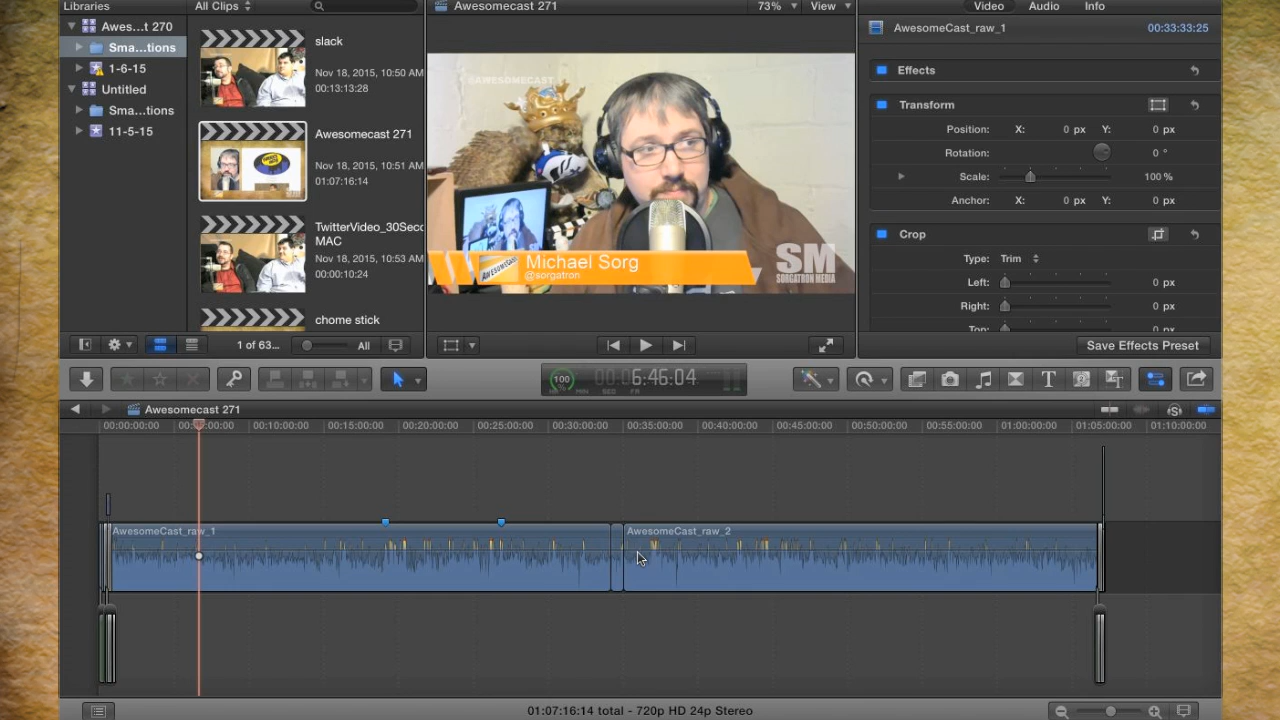 Libraries
All Clips
Awesomecast 271
73%
View
Video
Audio
Info
Awes...t 270
Sma...tions
1-6-15
Untitled
Sma...tions
11-5-15
slack
Nov 18, 2015, 10:50 AM
00:13:13:28
Awesomecast 271
Nov 18, 2015, 10:51 AM
01:07:16:14
TwitterVideo_30Sec
MAC
Nov 18, 2015, 10:53 AM
00:00:10:24
chome stick
1 of 63...
All
AWESOMECAST
AWESOMECAST
Michael Sorg
@sorgatron
SM
SORGATRON MEDIA
AwesomeCast_raw_1
00:33:33:25
Effects
Transform
Position: X: 0 px Y: 0 px
Rotation: 0 °
Scale: 100 %
Anchor: X: 0 px Y: 0 px
Crop
Type: Trim
Left: 0 px
Right: 0 px
Top: 0 px
Save Effects Preset
100
6:46:04
HR MIN SEC FR
Awesomecast 271
00:00:00:00
00:10:00:00
00:15:00:00
00:20:00:00
00:25:00:00
00:30:00:00
00:35:00:00
00:40:00:00
00:45:00:00
00:50:00:00
00:55:00:00
01:00:00:00
01:05:00:00
01:10:00:00
AwesomeCast_raw_1
AwesomeCast_raw_2
01:07:16:14 total - 720p HD 24p Stereo